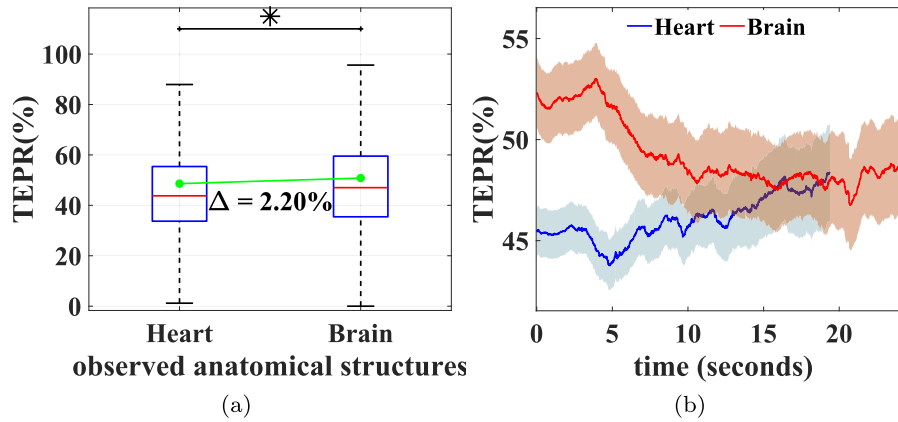 TEPR(%)
100
80
60
40
20
0
Δ = 2.20%
Heart Brain
observed anatomical structures
(a)
Heart Brain
TEPR(%)
55
50
45
0 5 10 15 20
time (seconds)
(b)